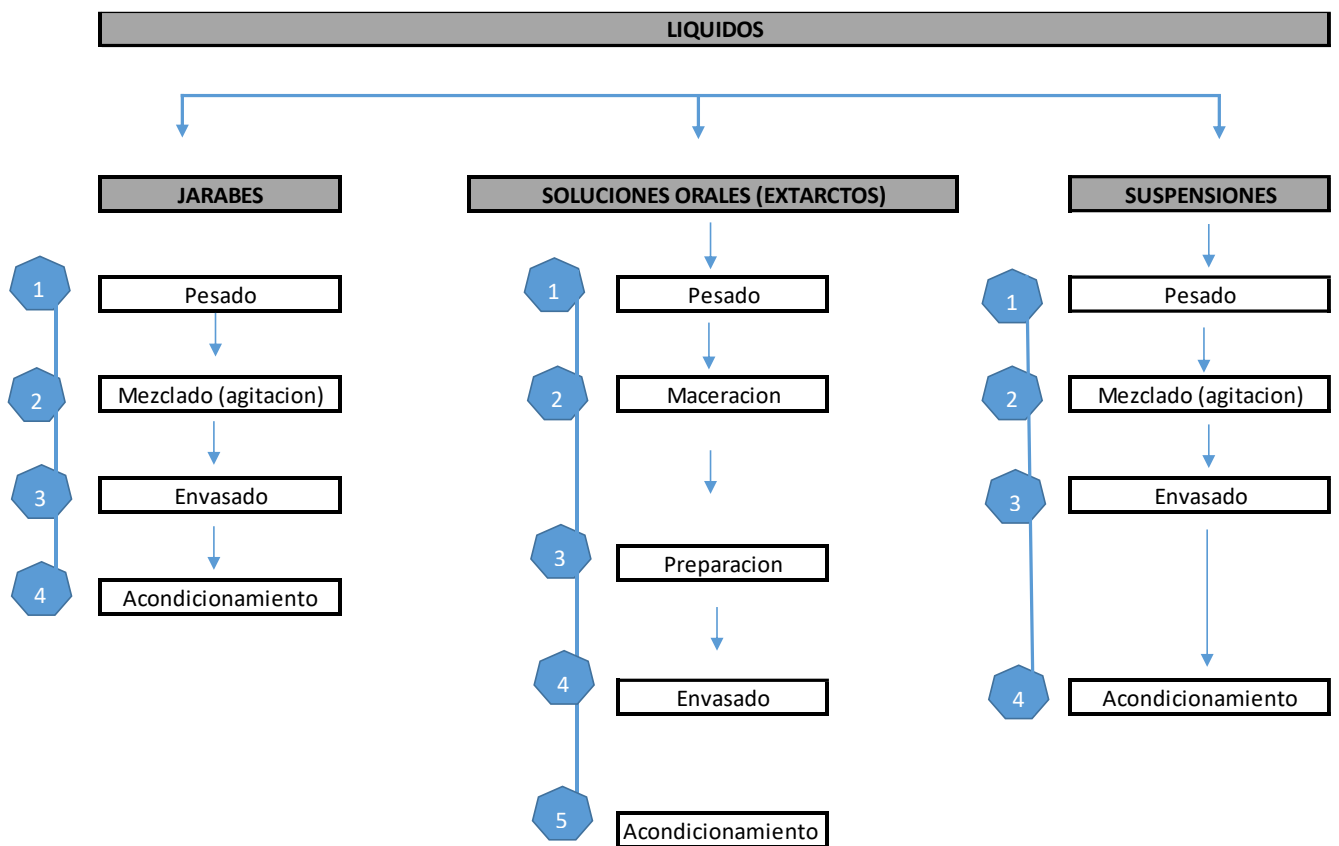 LIQUIDOS
JARABES
1
Pesado
2
Mezclado (agitacion)
3
Envasado
4
Acondicionamiento
SOLUCIONES ORALES (EXTARCTOS)
1
Pesado
2
Maceracion
3
Preparacion
4
Envasado
5
Acondicionamiento
SUSPENSIONES
1
Pesado
2
Mezclado (agitacion)
3
Envasado
4
Acondicionamiento